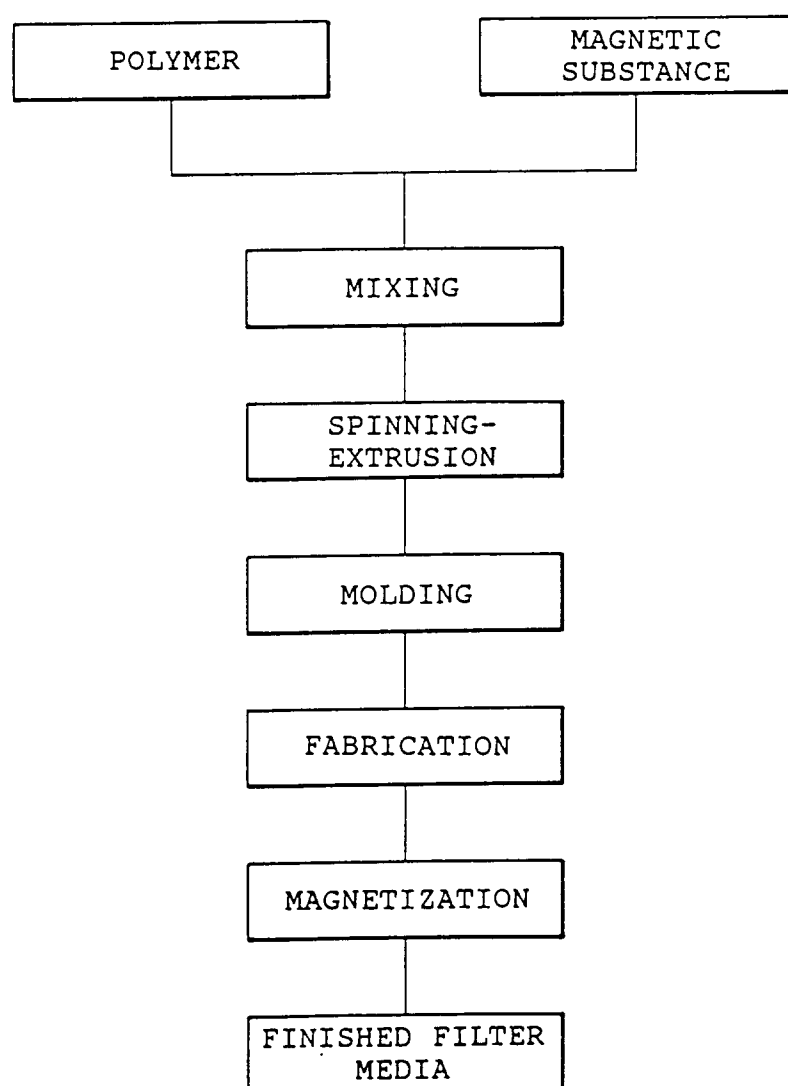 POLYMER
MAGNETIC
SUBSTANCE
MIXING
SPINNING-
EXTRUSION
MOLDING
FABRICATION
MAGNETIZATION
FINISHED FILTER
MEDIA